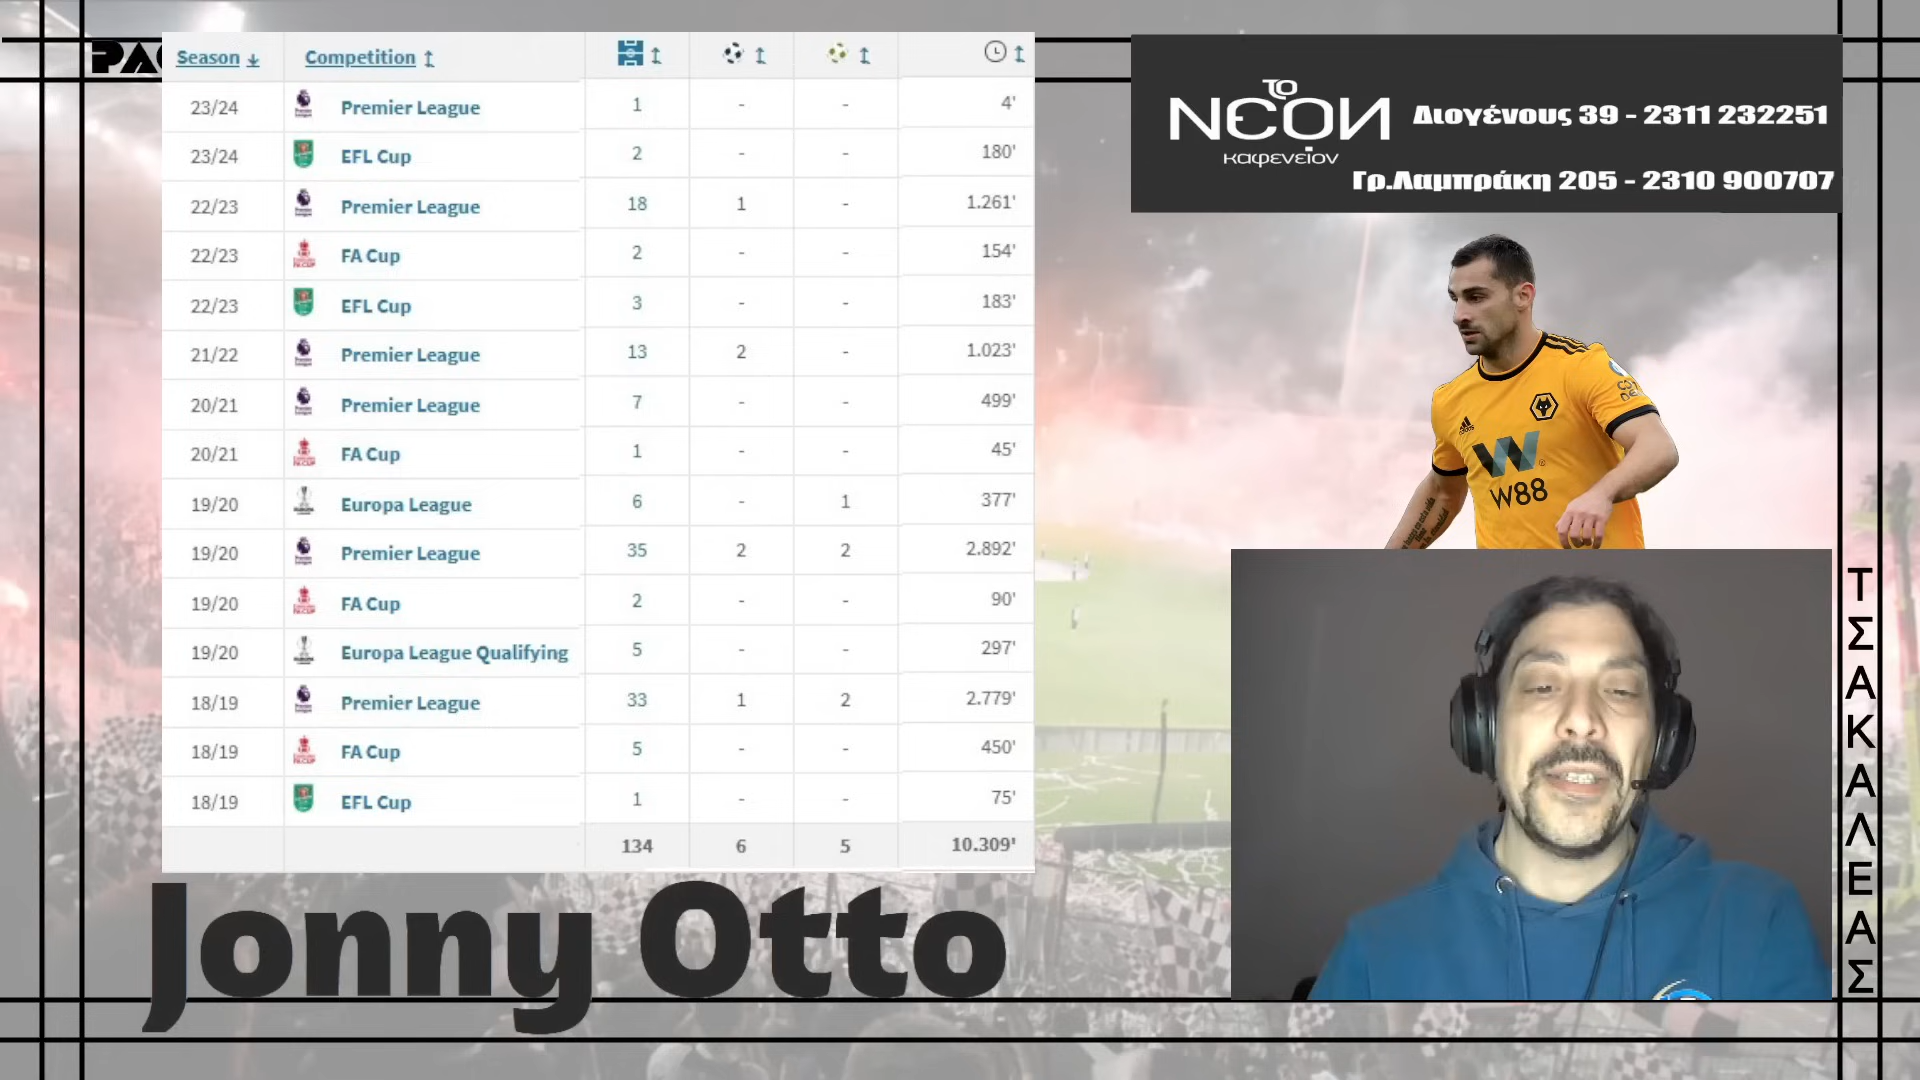 PAO
Season ↓ Competition
23/24 Premier League 1 - - 4'
23/24 EFL Cup 2 - - 180'
22/23 Premier League 18 1 - 1.261'
22/23 FA Cup 2 - - 154'
22/23 EFL Cup 3 - - 183'
21/22 Premier League 13 2 - 1.023'
20/21 Premier League 7 - - 499'
20/21 FA Cup 1 - - 45'
19/20 Europa League 6 - 1 377'
19/20 Premier League 35 2 2 2.892'
19/20 FA Cup 2 - - 90'
19/20 Europa League Qualifying 5 - - 297'
18/19 Premier League 33 1 2 2.779'
18/19 FA Cup 5 - - 450'
18/19 EFL Cup 1 - - 75'
134 6 5 10.309'
Jonny Otto
το
ΝΕΟΝ
καφενείον
Διογένους 39 - 2311 232251
Γρ.Λαμπράκη 205 - 2310 900707
adidas
W88
ΤΣΑΚΑΛΕΑΣ